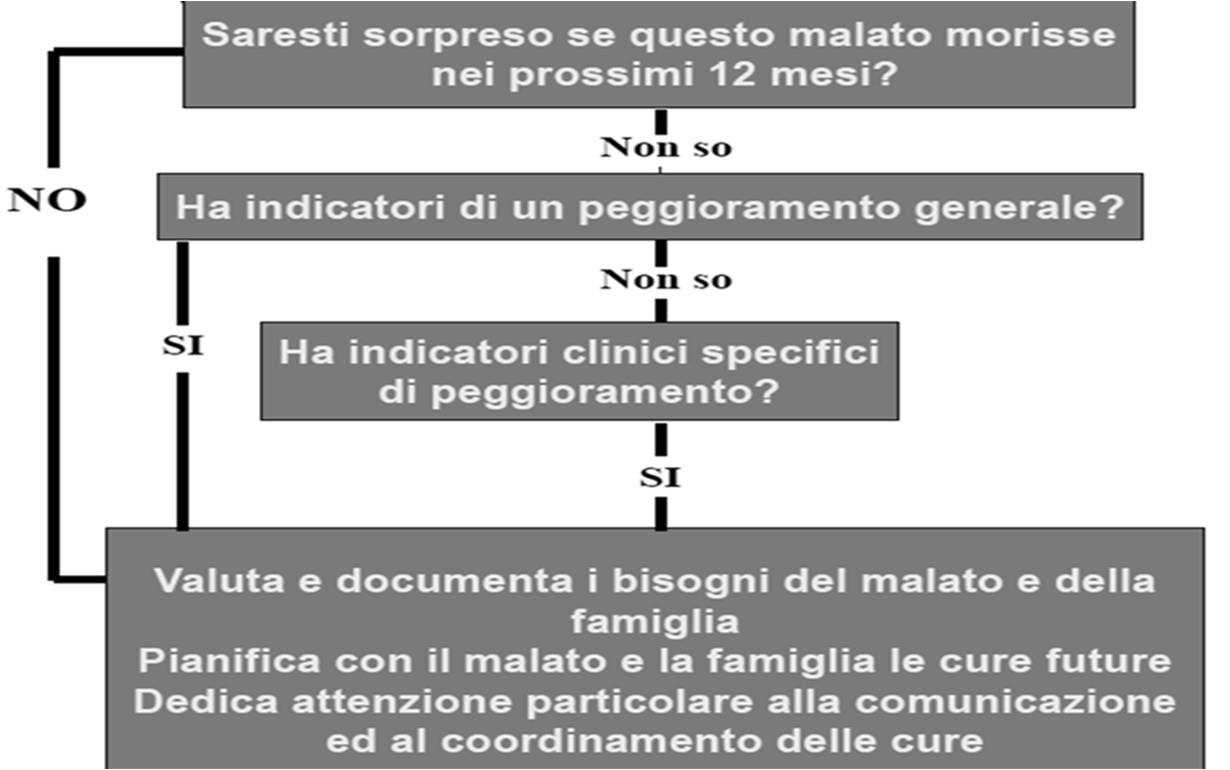 Saresti sorpreso se questo malato morisse
nei prossimi 12 mesi?
Non so
NO
Ha indicatori di un peggioramento generale?
Non so
SI
Ha indicatori clinici specifici
di peggioramento?
SI
Valuta e documenta i bisogni del malato e della
famiglia
Pianifica con il malato e la famiglia le cure future
Dedica attenzione particolare alla comunicazione
ed al coordinamento delle cure